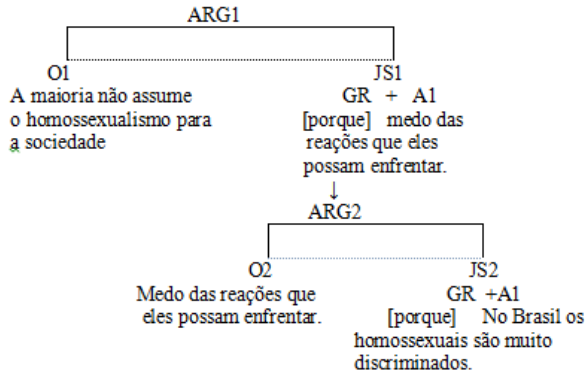 ARG1
O1 JS1
A maioria não assume GR + A1
o homossexualismo para [porque] medo das
a sociedade reações que eles
possam enfrentar.
↓
ARG2
O2 JS2
Medo das reações que GR +A1
eles possam enfrentar. [porque] No Brasil os
homossexuais são muito
discriminados.